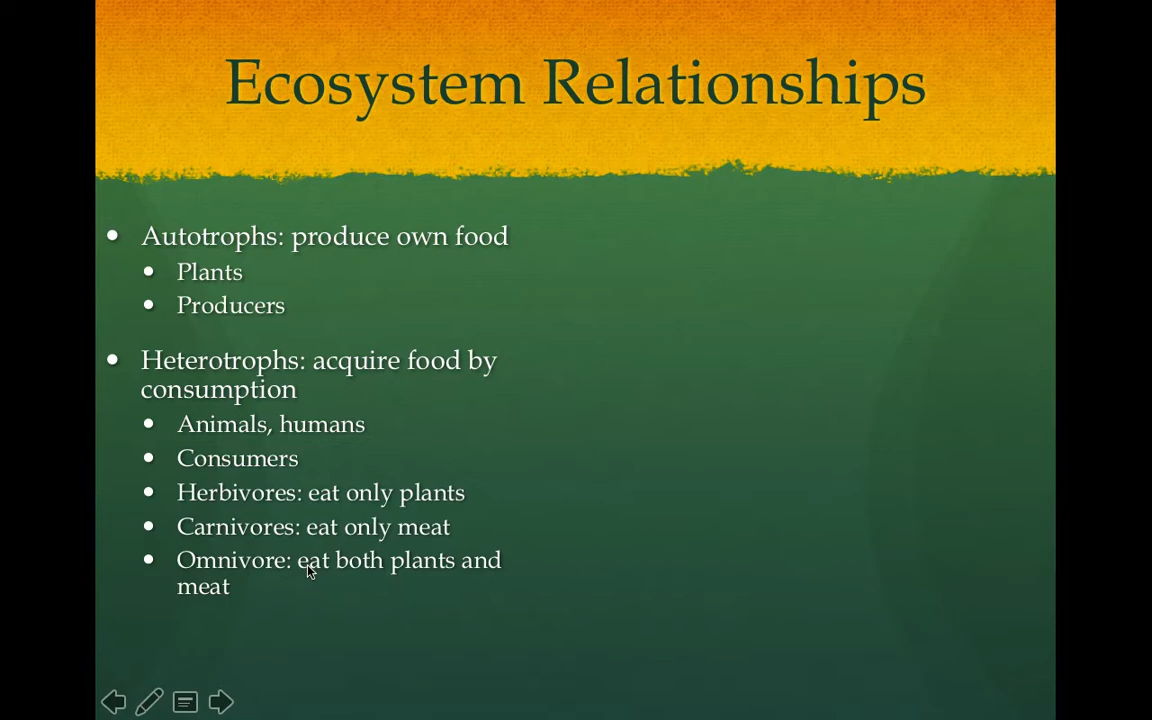 Ecosystem Relationships
• Autotrophs: produce own food
• Plants
• Producers
• Heterotrophs: acquire food by
consumption
• Animals, humans
• Consumers
• Herbivores: eat only plants
• Carnivores: eat only meat
• Omnivore: eat both plants and
meat